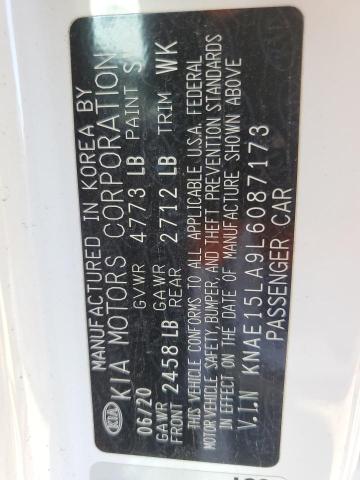 MANUFACTURED IN KOREA BY
KIA KIA MOTORS CORPORATION
06/20 GVWR 4773 LB PAINT
GAWR FRONT 2458 LB GAWR REAR 2712 LB TRIM WK
THIS VEHICLE CONFORMS TO ALL APPLICABLE U.S.A. FEDERAL
MOTOR VEHICLE SAFETY, BUMPER, AND THEFT PREVENTION STANDARDS
IN EFFECT ON THE DATE OF MANUFACTURE SHOWN ABOVE
V.I.N KNAE15LA9L6087173
PASSENGER CAR